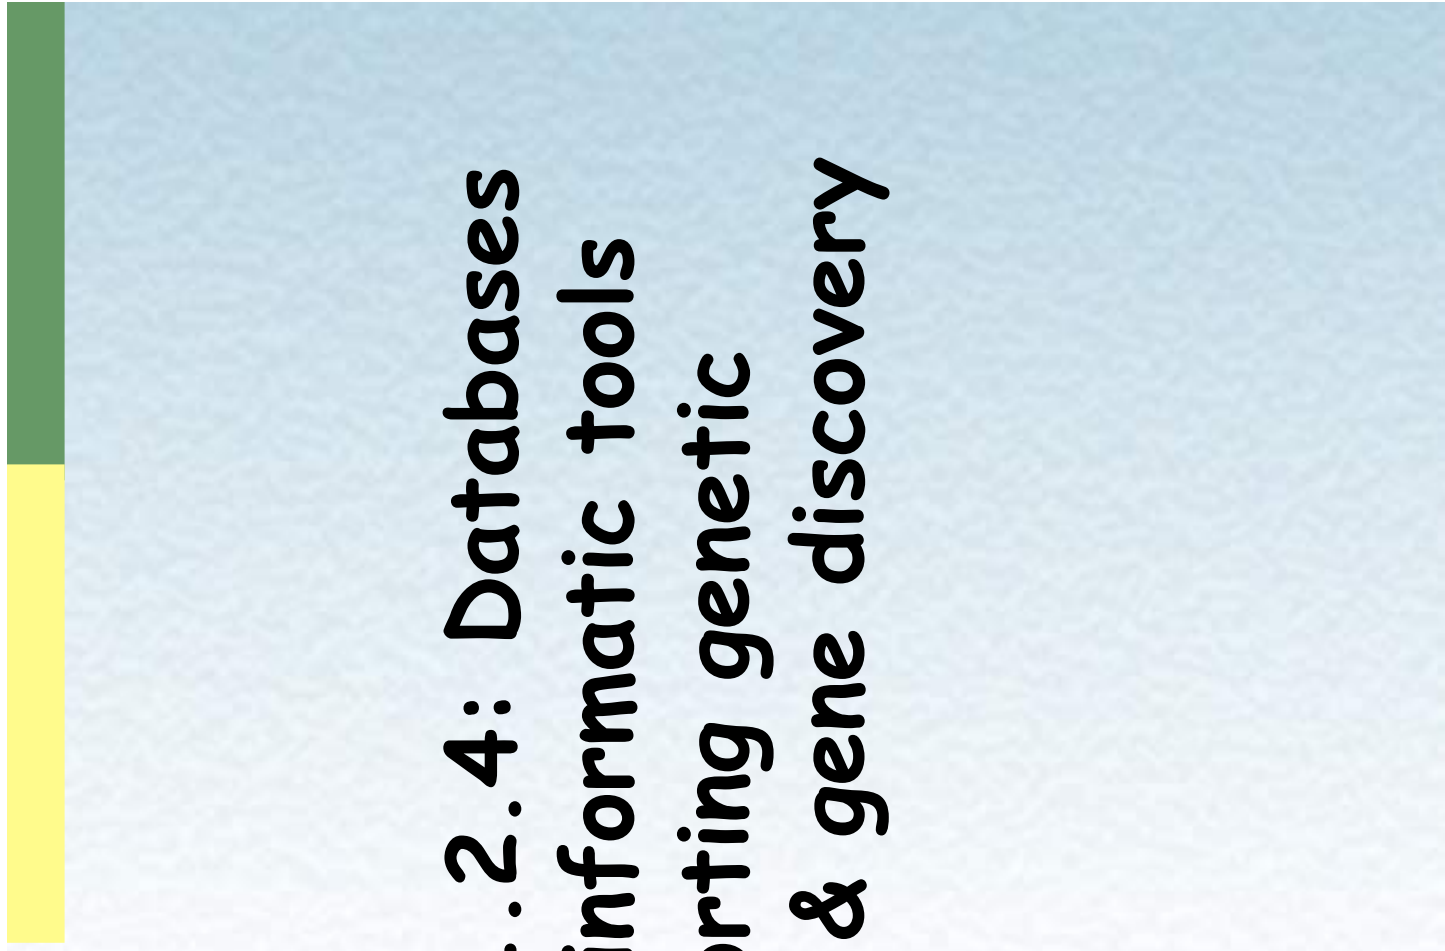 .2.4: Databases
informatic tools
rting genetic
& gene discovery